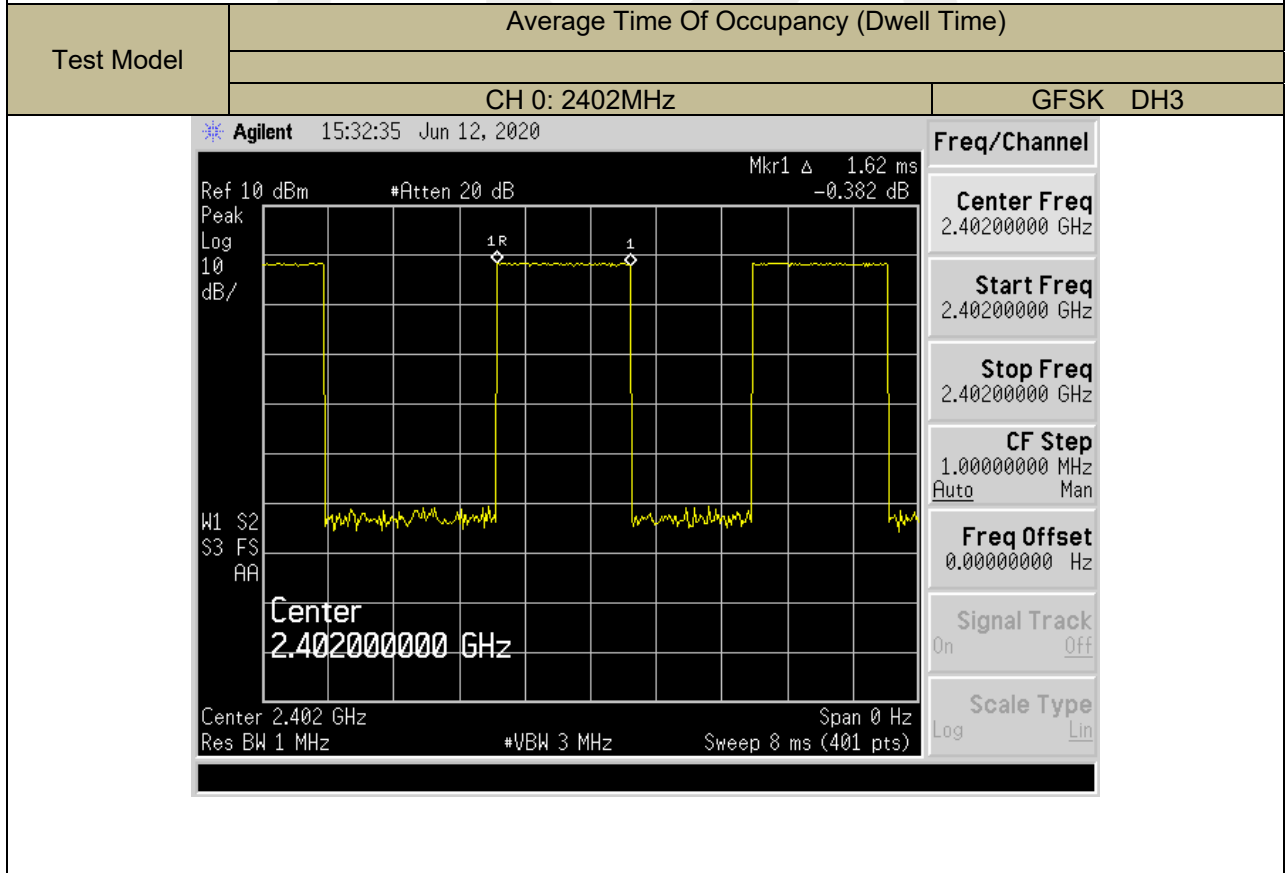 Test Model
Average Time Of Occupancy (Dwell Time)
CH 0: 2402MHz
GFSK DH3
Agilent 15:32:35 Jun 12, 2020
Mkr1 Δ 1.62 ms
Ref 10 dBm #Atten 20 dB -0.382 dB
Peak
Log
10
dB/
1R
1
W1 S2
S3 FS
AA
Center
2.402000000 GHz
Center 2.402 GHz Span 0 Hz
Res BW 1 MHz #VBW 3 MHz Sweep 8 ms (401 pts)
Freq/Channel
Center Freq
2.40200000 GHz
Start Freq
2.40200000 GHz
Stop Freq
2.40200000 GHz
CF Step
1.00000000 MHz
Auto Man
Freq Offset
0.00000000 Hz
Signal Track
On Off
Scale Type
Log Lin